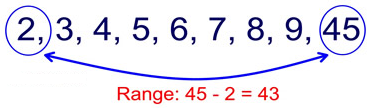 2, 3, 4, 5, 6, 7, 8, 9, 45
Range: 45 - 2 = 43